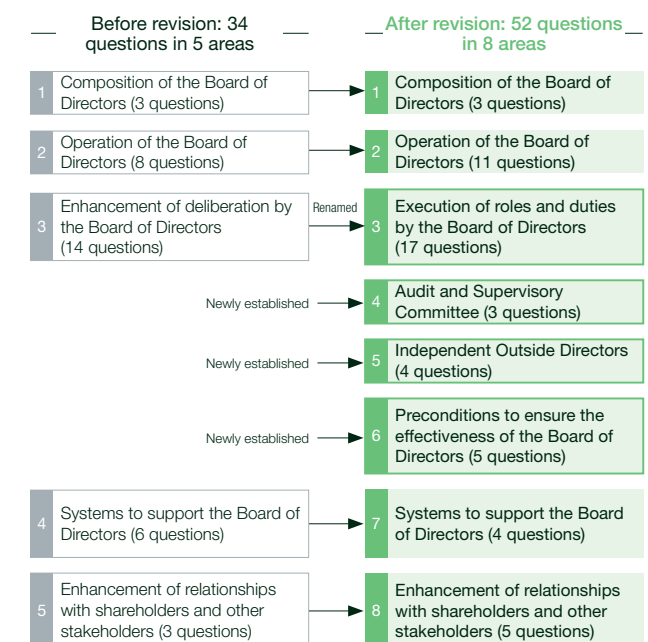 Before revision: 34
questions in 5 areas
After revision: 52 questions
in 8 areas
1
Composition of the Board of
Directors (3 questions)
1
Composition of the Board of
Directors (3 questions)
2
Operation of the Board of
Directors (8 questions)
2
Operation of the Board of
Directors (11 questions)
3
Enhancement of deliberation by
the Board of Directors
(14 questions)
Renamed
3
Execution of roles and duties
by the Board of Directors
(17 questions)
Newly established
4
Audit and Supervisory
Committee (3 questions)
Newly established
5
Independent Outside Directors
(4 questions)
Newly established
6
Preconditions to ensure the
effectiveness of the Board of
Directors (5 questions)
4
Systems to support the Board of
Directors (6 questions)
7
Systems to support the Board
of Directors (4 questions)
5
Enhancement of relationships
with shareholders and other
stakeholders (3 questions)
8
Enhancement of relationships
with shareholders and other
stakeholders (5 questions)